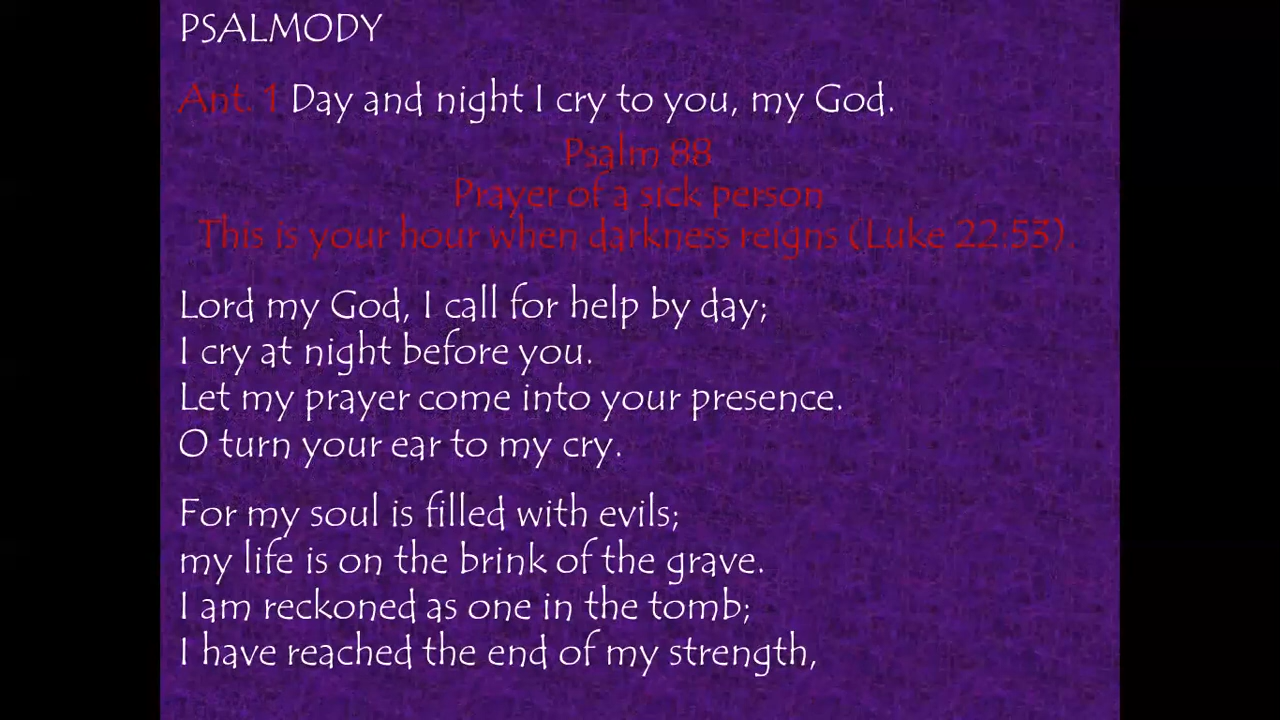 PSALMODY
Ant. 1 Day and night I cry to you, my God.
Psalm 88
Prayer of a sick person
This is your hour when darkness reigns (Luke 22:53).
Lord my God, I call for help by day;
I cry at night before you.
Let my prayer come into your presence.
O turn your ear to my cry.
For my soul is filled with evils;
my life is on the brink of the grave.
I am reckoned as one in the tomb;
I have reached the end of my strength,